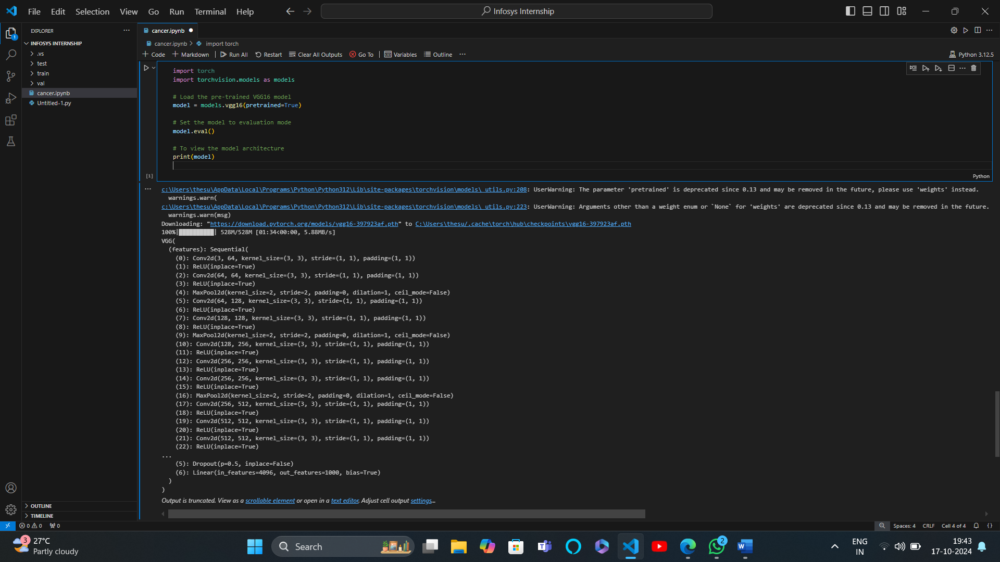 File Edit Selection View Go Run Terminal Help
Infosys Internship
EXPLORER
INFOSYS INTERNSHIP
.vs
test
train
val
cancer.ipynb
Untitled-1.py
OUTLINE
TIMELINE
cancer.ipynb
cancer.ipynb > import torch
+ Code + Markdown | Run All Restart Clear All Outputs Go To | Variables Outline ...
Python 3.12.5
import torch
import torchvision.models as models
# Load the pre-trained VGG16 model
model = models.vgg16(pretrained=True)
# Set the model to evaluation mode
model.eval()
# To view the model architecture
print(model)
[1]
Python
c:\Users\thesu\AppData\Local\Programs\Python\Python312\Lib\site-packages\torchvision\models\_utils.py:208: UserWarning: The parameter 'pretrained' is deprecated since 0.13 and may be removed in the future, please use 'weights' instead.
warnings.warn(
c:\Users\thesu\AppData\Local\Programs\Python\Python312\Lib\site-packages\torchvision\models\_utils.py:223: UserWarning: Arguments other than a weight enum or `None` for 'weights' are deprecated since 0.13 and may be removed in the future.
warnings.warn(msg)
Downloading: "https://download.pytorch.org/models/vgg16-397923af.pth" to C:\Users\thesu/.cache\torch\hub\checkpoints\vgg16-397923af.pth
100%|██████████| 528M/528M [01:34<00:00, 5.88MB/s]
VGG(
(features): Sequential(
(0): Conv2d(3, 64, kernel_size=(3, 3), stride=(1, 1), padding=(1, 1))
(1): ReLU(inplace=True)
(2): Conv2d(64, 64, kernel_size=(3, 3), stride=(1, 1), padding=(1, 1))
(3): ReLU(inplace=True)
(4): MaxPool2d(kernel_size=2, stride=2, padding=0, dilation=1, ceil_mode=False)
(5): Conv2d(64, 128, kernel_size=(3, 3), stride=(1, 1), padding=(1, 1))
(6): ReLU(inplace=True)
(7): Conv2d(128, 128, kernel_size=(3, 3), stride=(1, 1), padding=(1, 1))
(8): ReLU(inplace=True)
(9): MaxPool2d(kernel_size=2, stride=2, padding=0, dilation=1, ceil_mode=False)
(10): Conv2d(128, 256, kernel_size=(3, 3), stride=(1, 1), padding=(1, 1))
(11): ReLU(inplace=True)
(12): Conv2d(256, 256, kernel_size=(3, 3), stride=(1, 1), padding=(1, 1))
(13): ReLU(inplace=True)
(14): Conv2d(256, 256, kernel_size=(3, 3), stride=(1, 1), padding=(1, 1))
(15): ReLU(inplace=True)
(16): MaxPool2d(kernel_size=2, stride=2, padding=0, dilation=1, ceil_mode=False)
(17): Conv2d(256, 512, kernel_size=(3, 3), stride=(1, 1), padding=(1, 1))
(18): ReLU(inplace=True)
(19): Conv2d(512, 512, kernel_size=(3, 3), stride=(1, 1), padding=(1, 1))
(20): ReLU(inplace=True)
(21): Conv2d(512, 512, kernel_size=(3, 3), stride=(1, 1), padding=(1, 1))
(22): ReLU(inplace=True)
...
(5): Dropout(p=0.5, inplace=False)
(6): Linear(in_features=4096, out_features=1000, bias=True)
)
)
Output is truncated. View as a scrollable element or open in a text editor. Adjust cell output settings...
0 0 0
Spaces: 4 CRLF Cell 4 of 4 {}
3 27°C
Partly cloudy
Search
2
ENG
IN
19:43
17-10-2024